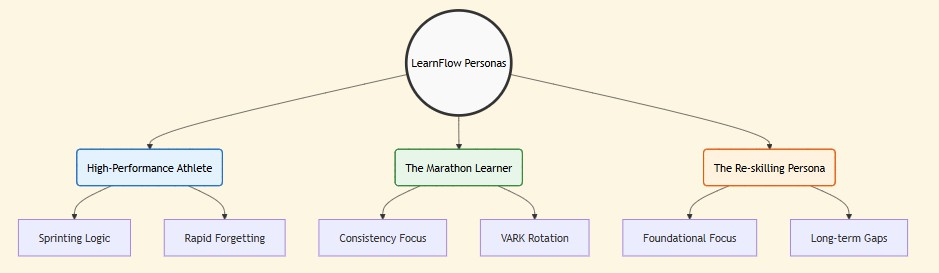 LearnFlow Personas
High-Performance Athlete
The Marathon Learner
The Re-skilling Persona
Sprinting Logic
Rapid Forgetting
Consistency Focus
VARK Rotation
Foundational Focus
Long-term Gaps